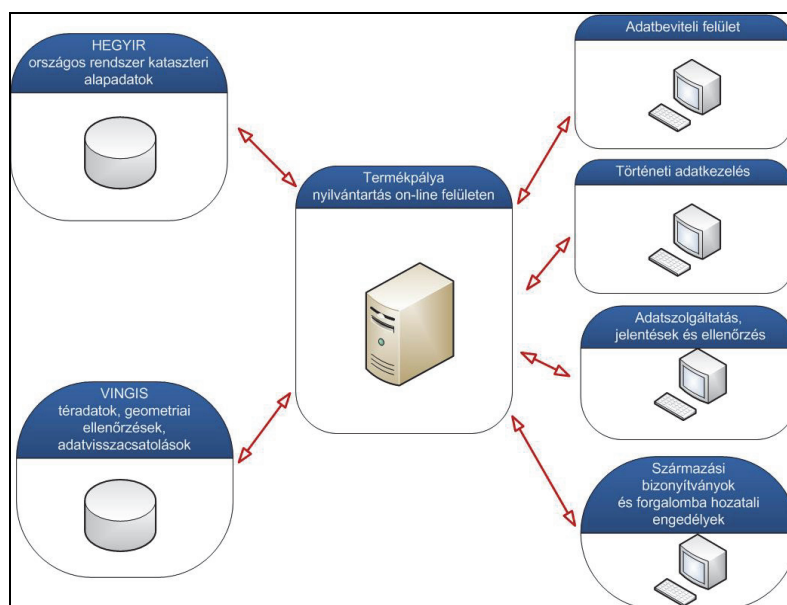 HEGYIR
országos rendszer kataszteri
alapadatok
VINGIS
téradatok, geometriai
ellenőrzések,
adatvisszacsatolások
Termékpálya
nyilvántartás on-line felületen
Adatbeviteli felület
Történeti adatkezelés
Adatszolgáltatás,
jelentések és ellenőrzés
Származási
bizonyítványok
és forgalomba hozatali
engedélyek